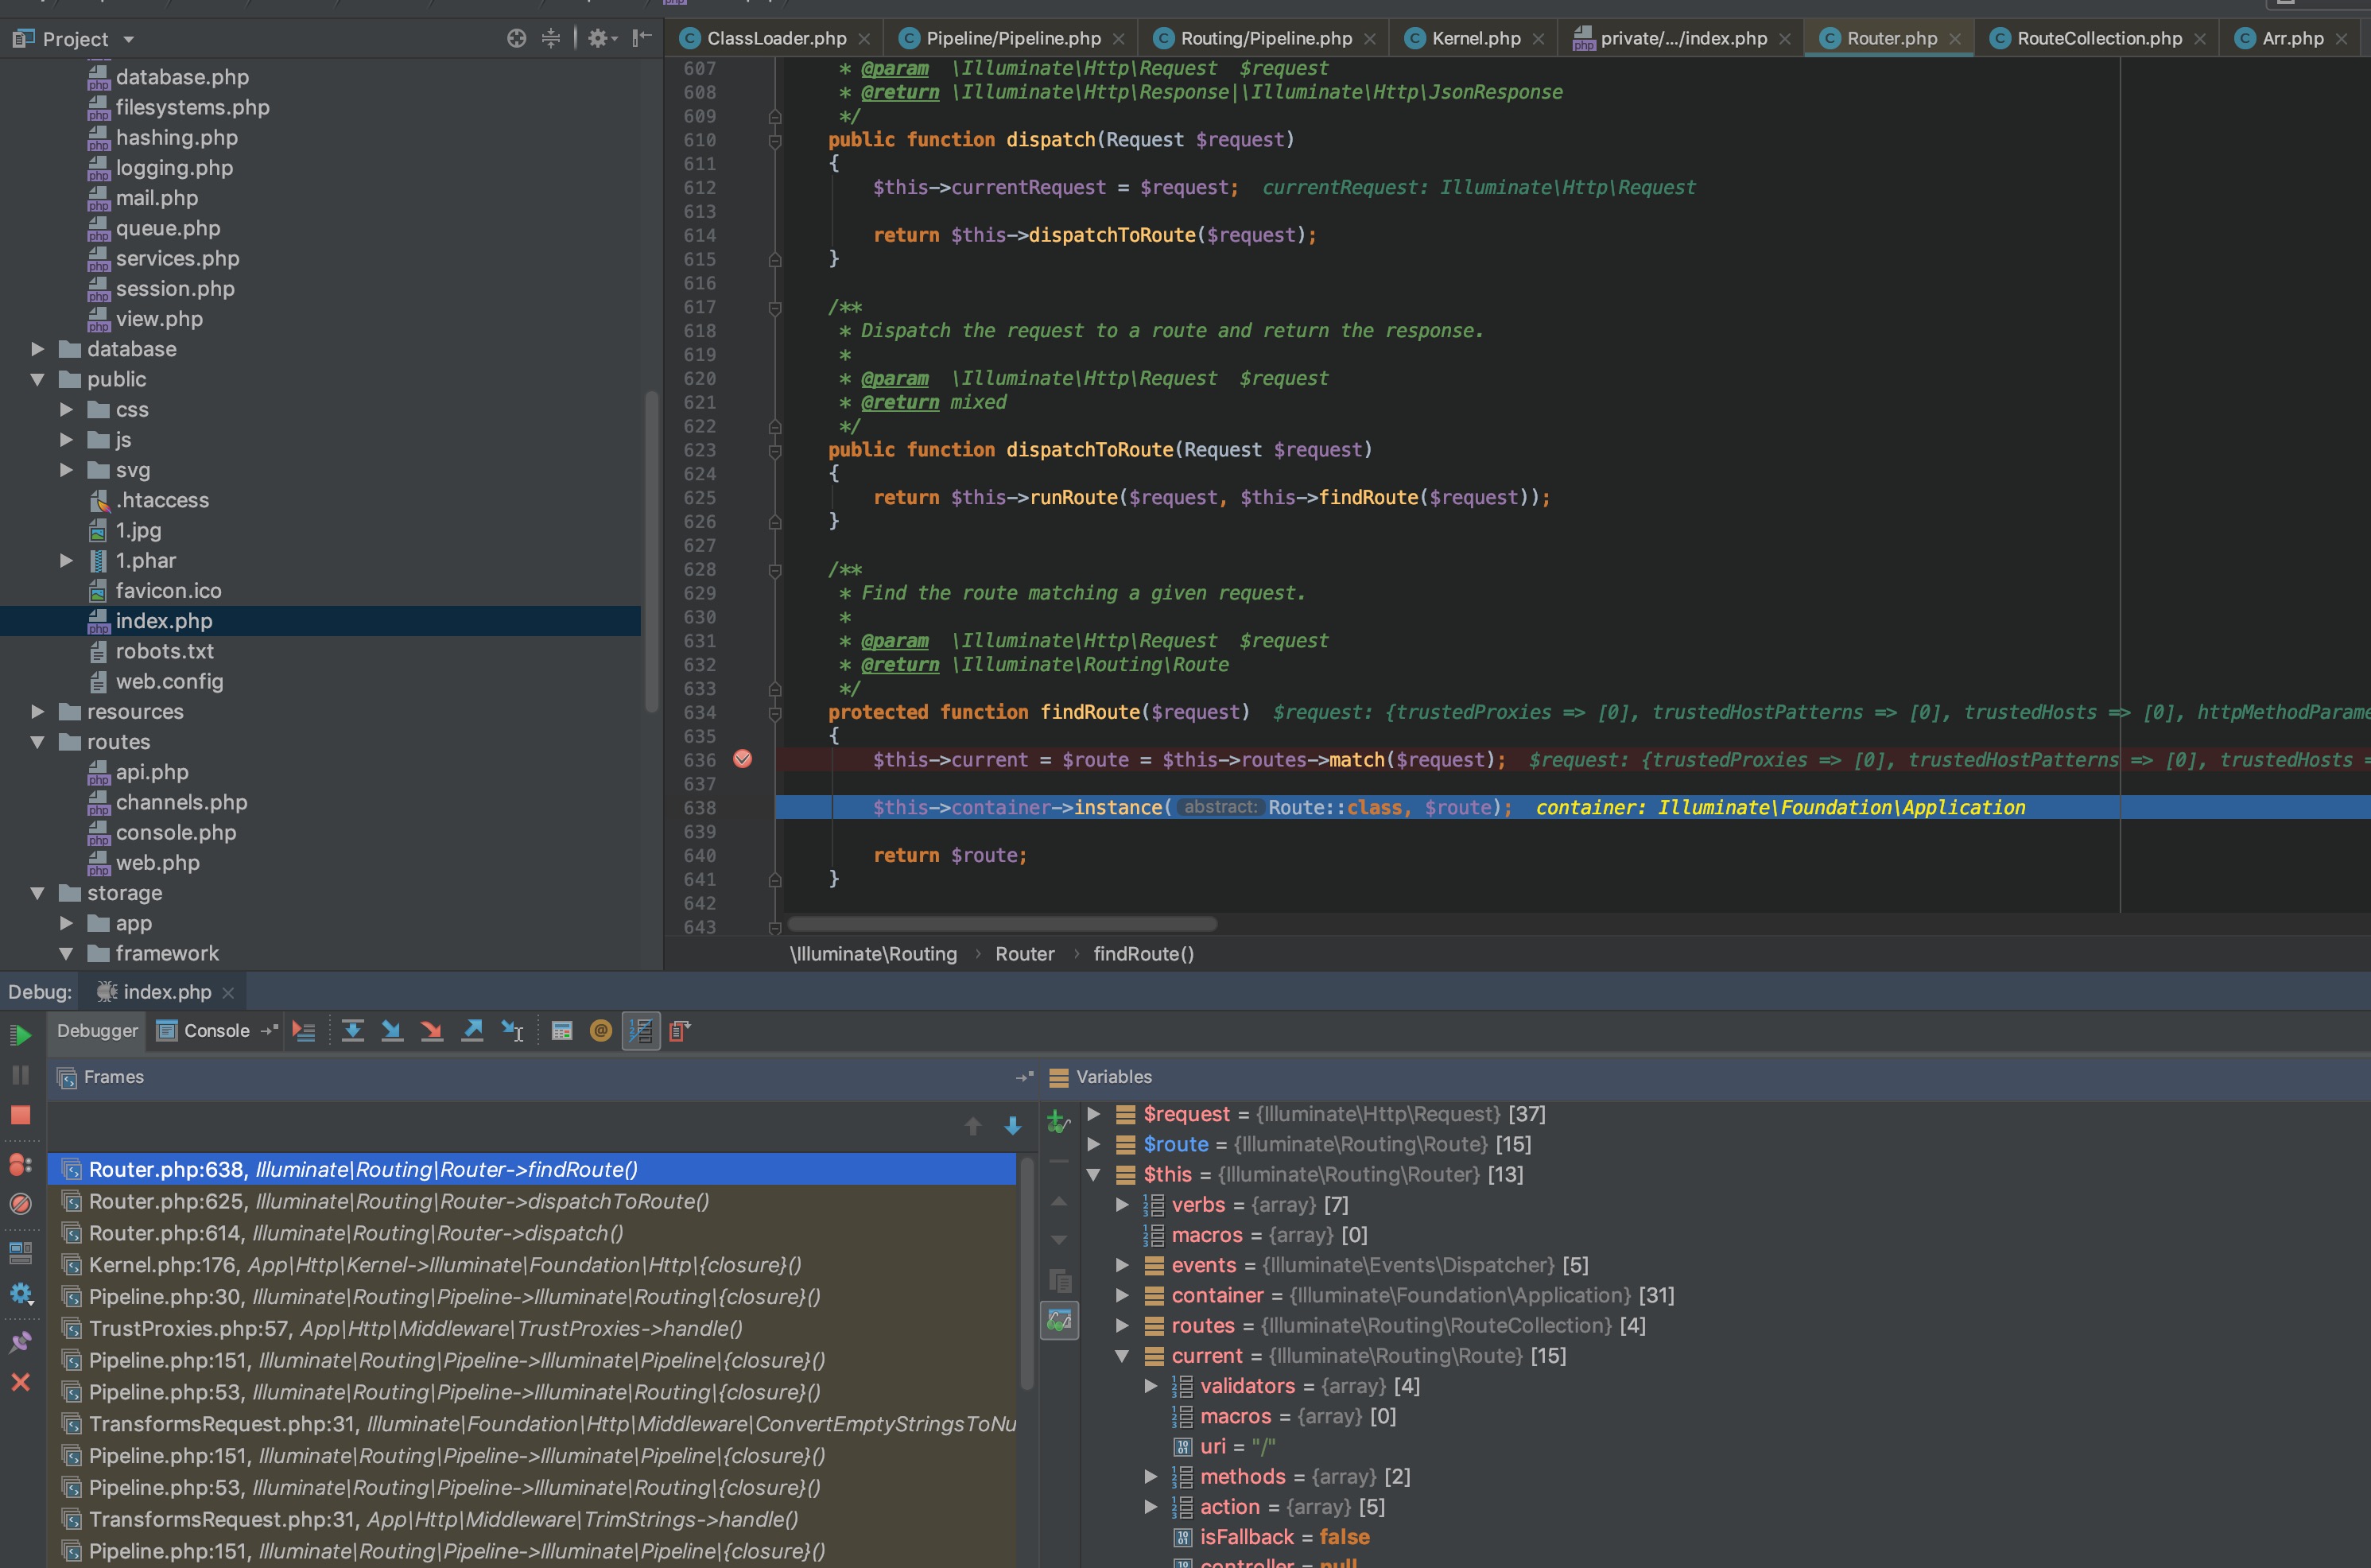 Project
ClassLoader.php
Pipeline/Pipeline.php
Routing/Pipeline.php
Kernel.php
private/.../index.php
Router.php
RouteCollection.php
Arr.php
database.php
filesystems.php
hashing.php
logging.php
mail.php
queue.php
services.php
session.php
view.php
database
public
css
js
svg
.htaccess
1.jpg
1.phar
favicon.ico
index.php
robots.txt
web.config
resources
routes
api.php
channels.php
console.php
web.php
storage
app
framework
607 * @param \Illuminate\Http\Request $request
608 * @return \Illuminate\Http\Response|\Illuminate\Http\JsonResponse
609 */
610 public function dispatch(Request $request)
611 {
612 $this->currentRequest = $request; currentRequest: Illuminate\Http\Request
613
614 return $this->dispatchToRoute($request);
615 }
616
617 /**
618 * Dispatch the request to a route and return the response.
619 *
620 * @param \Illuminate\Http\Request $request
621 * @return mixed
622 */
623 public function dispatchToRoute(Request $request)
624 {
625 return $this->runRoute($request, $this->findRoute($request));
626 }
627
628 /**
629 * Find the route matching a given request.
630 *
631 * @param \Illuminate\Http\Request $request
632 * @return \Illuminate\Routing\Route
633 */
634 protected function findRoute($request) $request: {trustedProxies => [0], trustedHostPatterns => [0], trustedHosts => [0], httpMethodParame
635 {
636 $this->current = $route = $this->routes->match($request); $request: {trustedProxies => [0], trustedHostPatterns => [0], trustedHosts =
637
638 $this->container->instance( abstract: Route::class, $route); container: Illuminate\Foundation\Application
639
640 return $route;
641 }
642
643
\Illuminate\Routing › Router › findRoute()
Debug: index.php
Debugger Console
Frames
Router.php:638, Illuminate\Routing\Router->findRoute()
Router.php:625, Illuminate\Routing\Router->dispatchToRoute()
Router.php:614, Illuminate\Routing\Router->dispatch()
Kernel.php:176, App\Http\Kernel->Illuminate\Foundation\Http\{closure}()
Pipeline.php:30, Illuminate\Routing\Pipeline->Illuminate\Routing\{closure}()
TrustProxies.php:57, App\Http\Middleware\TrustProxies->handle()
Pipeline.php:151, Illuminate\Routing\Pipeline->Illuminate\Pipeline\{closure}()
Pipeline.php:53, Illuminate\Routing\Pipeline->Illuminate\Routing\{closure}()
TransformsRequest.php:31, Illuminate\Foundation\Http\Middleware\ConvertEmptyStringsToNu
Pipeline.php:151, Illuminate\Routing\Pipeline->Illuminate\Pipeline\{closure}()
Pipeline.php:53, Illuminate\Routing\Pipeline->Illuminate\Routing\{closure}()
TransformsRequest.php:31, App\Http\Middleware\TrimStrings->handle()
Pipeline.php:151, Illuminate\Routing\Pipeline->Illuminate\Pipeline\{closure}()
Variables
$request = {Illuminate\Http\Request} [37]
$route = {Illuminate\Routing\Route} [15]
$this = {Illuminate\Routing\Router} [13]
verbs = {array} [7]
macros = {array} [0]
events = {Illuminate\Events\Dispatcher} [5]
container = {Illuminate\Foundation\Application} [31]
routes = {Illuminate\Routing\RouteCollection} [4]
current = {Illuminate\Routing\Route} [15]
validators = {array} [4]
macros = {array} [0]
uri = "/"
methods = {array} [2]
action = {array} [5]
isFallback = false
controller = null